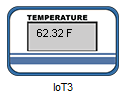 TEMPERATURE
62.32 F
IoT3